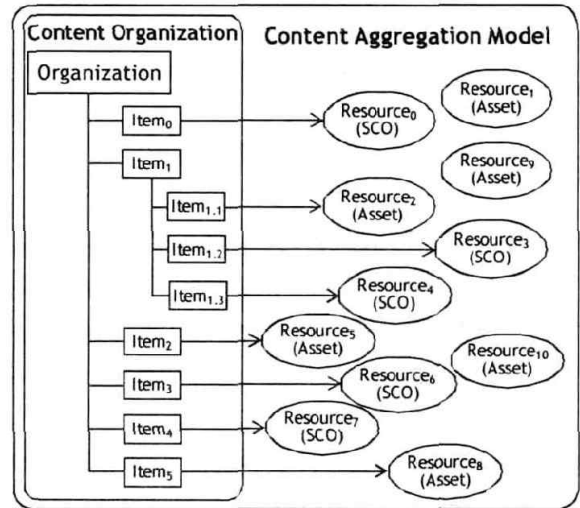 Content Organization
Content Aggregation Model
Organization
Resource₁
(Asset)
Item₀
Resource₀
(SCO)
Item₁
Resource₉
(Asset)
Item₁.₁
Resource₂
(Asset)
Item₁.₂
Resource₃
(SCO)
Item₁.₃
Resource₄
(SCO)
Item₂
Resource₅
(Asset)
Resource₁₀
(Asset)
Item₃
Resource₆
(SCO)
Item₄
Resource₇
(SCO)
Item₅
Resource₈
(Asset)